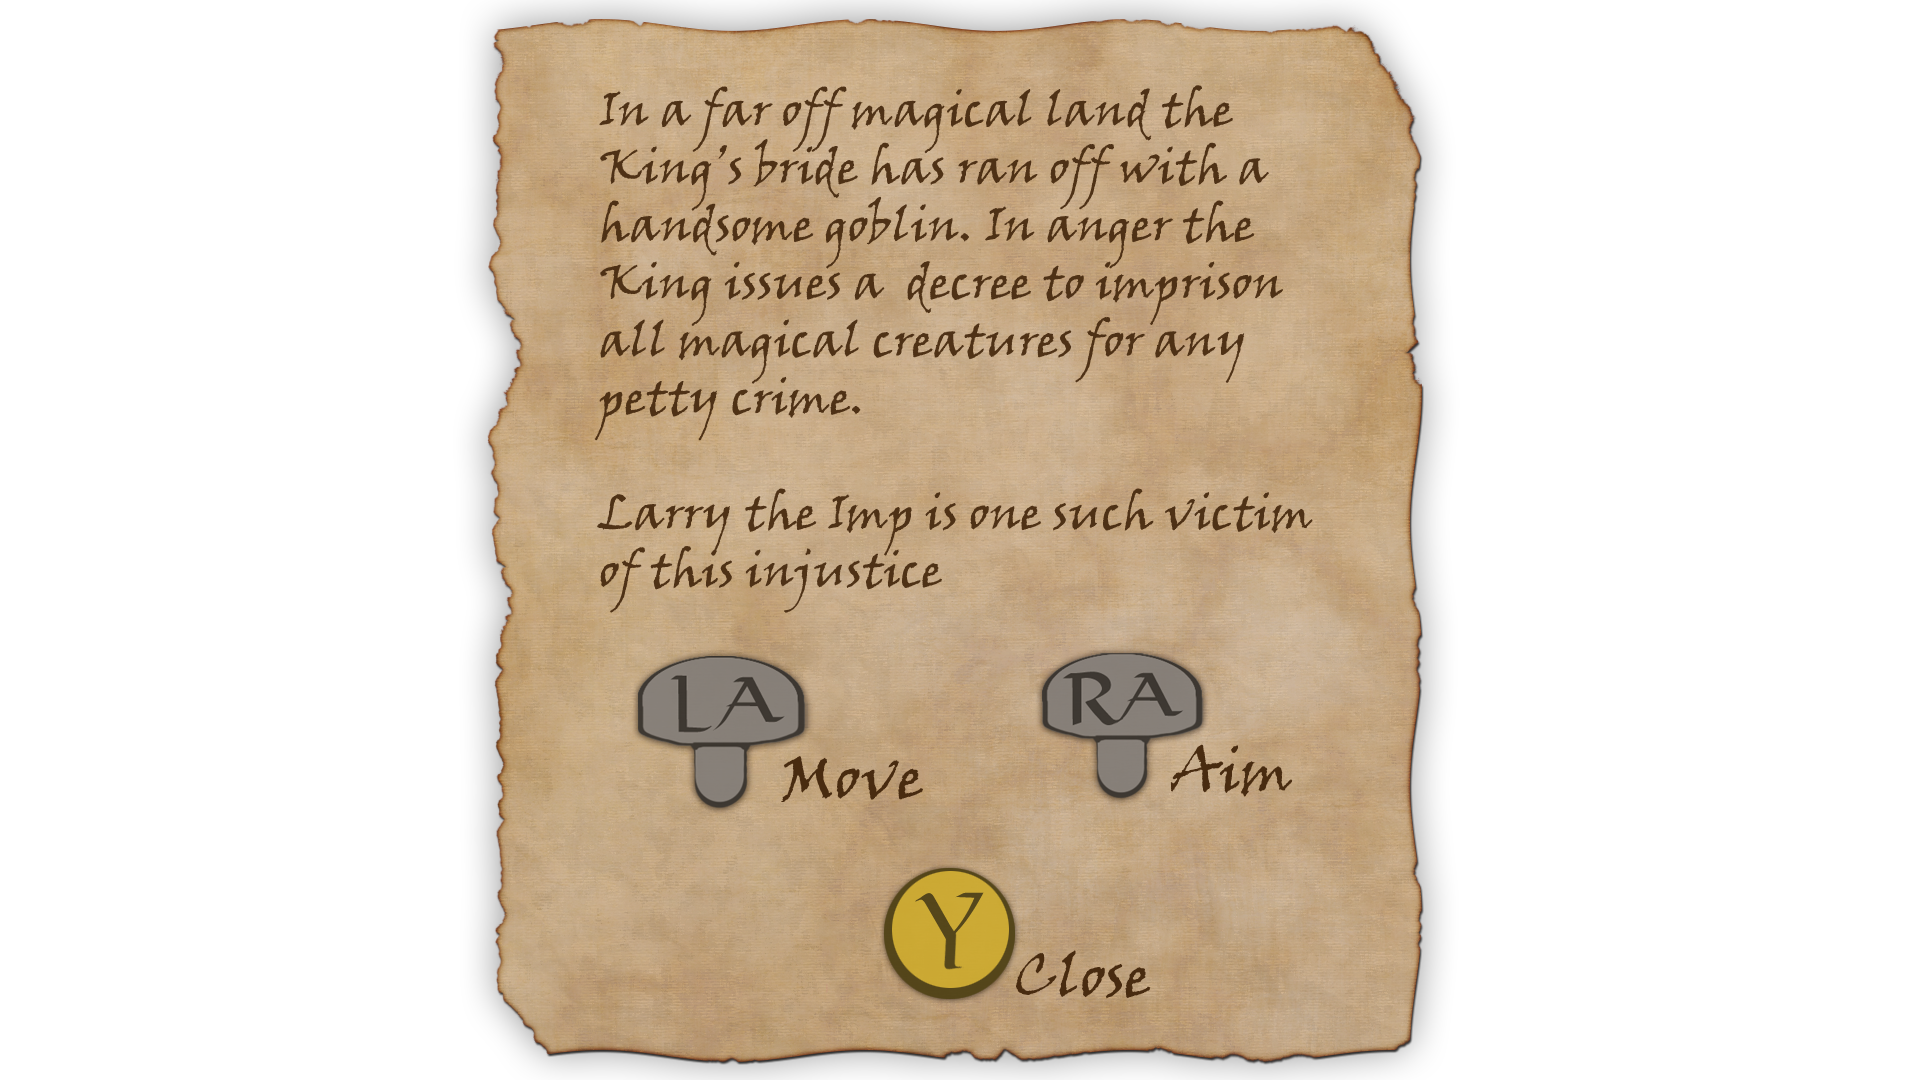 In a far off magical land the
King's bride has ran off with a
handsome goblin. In anger the
King issues a  decree to imprison
all magical creatures for any
petty crime.
Larry the Imp is one such victim
of this injustice
LA
Move
RA
Aim
Y
Close